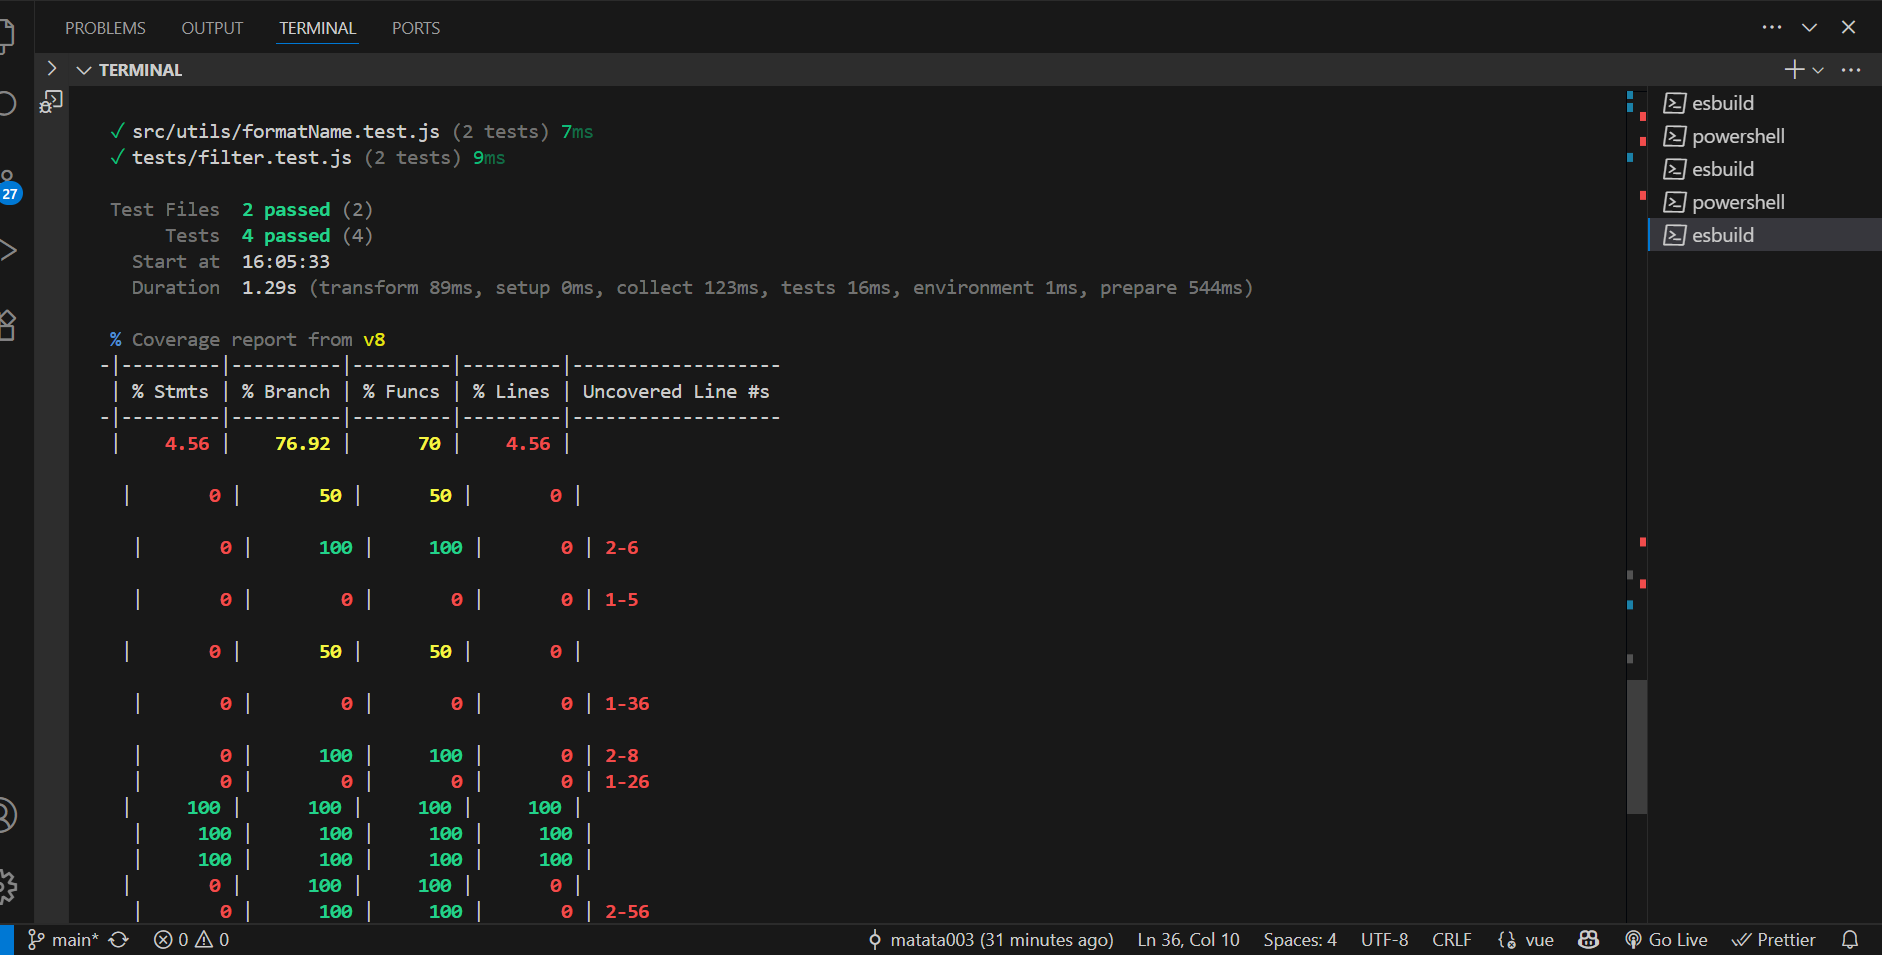 PROBLEMS OUTPUT TERMINAL PORTS
TERMINAL
✓ src/utils/formatName.test.js (2 tests) 7ms
✓ tests/filter.test.js (2 tests) 9ms
Test Files 2 passed (2)
Tests 4 passed (4)
Start at 16:05:33
Duration 1.29s (transform 89ms, setup 0ms, collect 123ms, tests 16ms, environment 1ms, prepare 544ms)
% Coverage report from v8
-|---------|----------|---------|---------|-------------------
| % Stmts | % Branch | % Funcs | % Lines | Uncovered Line #s
-|---------|----------|---------|---------|-------------------
| 4.56 | 76.92 | 70 | 4.56 |
| 0 | 50 | 50 | 0 |
| 0 | 100 | 100 | 0 | 2-6
| 0 | 0 | 0 | 0 | 1-5
| 0 | 50 | 50 | 0 |
| 0 | 0 | 0 | 0 | 1-36
| 0 | 100 | 100 | 0 | 2-8
| 0 | 0 | 0 | 0 | 1-26
| 100 | 100 | 100 | 100 |
| 100 | 100 | 100 | 100 |
| 100 | 100 | 100 | 100 |
| 0 | 100 | 100 | 0 |
| 0 | 100 | 100 | 0 | 2-56
esbuild
powershell
esbuild
powershell
esbuild
27
main* 0 0 matata003 (31 minutes ago) Ln 36, Col 10 Spaces: 4 UTF-8 CRLF vue Go Live Prettier